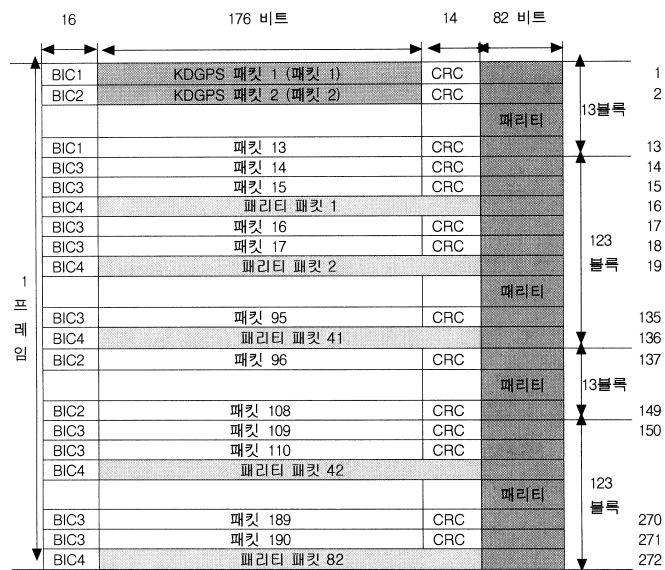 16 176 비트 14 82 비트
BIC1 KDGPS 패킷 1 (패킷 1) CRC 1
BIC2 KDGPS 패킷 2 (패킷 2) CRC 2
패리티 13블록
BIC1 패킷 13 CRC 13
BIC3 패킷 14 CRC 14
BIC3 패킷 15 CRC 15
BIC4 패리티 패킷 1 16
BIC3 패킷 16 CRC 17
BIC3 패킷 17 CRC 18
BIC4 패리티 패킷 2 19
123
블록
패리티
1
프
레
임
BIC3 패킷 95 CRC 135
BIC4 패리티 패킷 41 136
BIC2 패킷 96 CRC 137
패리티 13블록
BIC2 패킷 108 CRC 149
BIC3 패킷 109 CRC 150
BIC3 패킷 110 CRC
BIC4 패리티 패킷 42
패리티
123
블록
BIC3 패킷 189 CRC 270
BIC3 패킷 190 CRC 271
BIC4 패리티 패킷 82 272